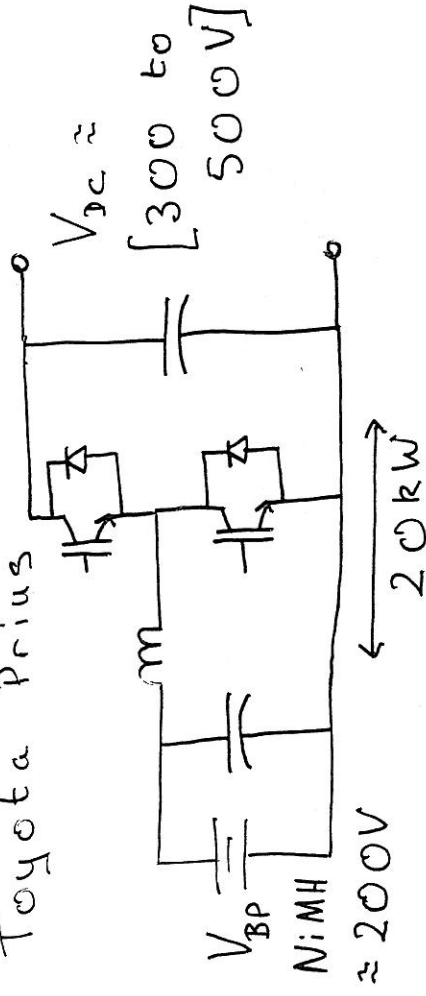 Toyota Prius
V_BP
NiMH
≈ 200V
V_DC ≈
[300 to
500V]
20kW